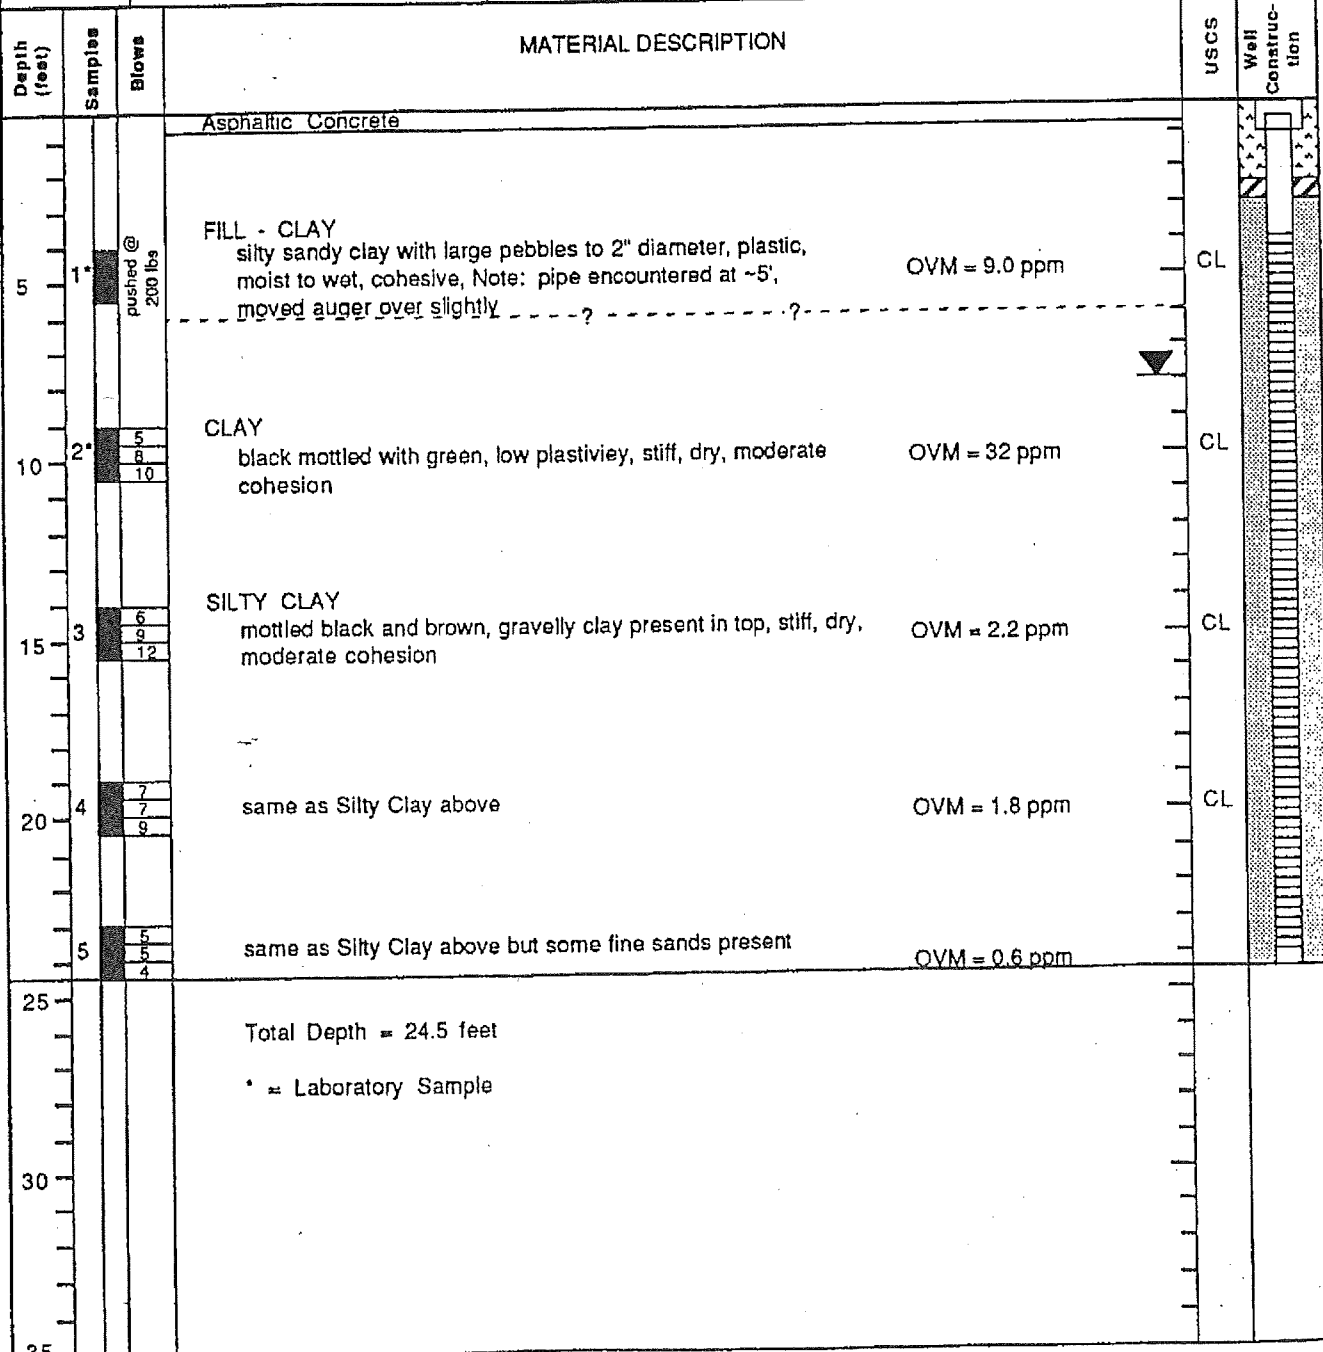 Depth (feet)
Samples
Blows
MATERIAL DESCRIPTION
USCS
Well Construc-tion
Asphaltic Concrete
FILL - CLAY
silty sandy clay with large pebbles to 2" diameter, plastic,
moist to wet, cohesive, Note: pipe encountered at ~5',
moved auger over slightly
? ?
OVM = 9.0 ppm
CL
5
1*
pushed @ 200 lbs
CLAY
black mottled with green, low plastiviey, stiff, dry, moderate
cohesion
OVM = 32 ppm
CL
10
2*
5
8
10
SILTY CLAY
mottled black and brown, gravelly clay present in top, stiff, dry,
moderate cohesion
OVM = 2.2 ppm
CL
15
3
6
9
12
same as Silty Clay above
OVM = 1.8 ppm
CL
20
4
7
7
9
same as Silty Clay above but some fine sands present
OVM = 0.6 ppm
5
5
5
4
25
Total Depth = 24.5 feet
* = Laboratory Sample
30
35